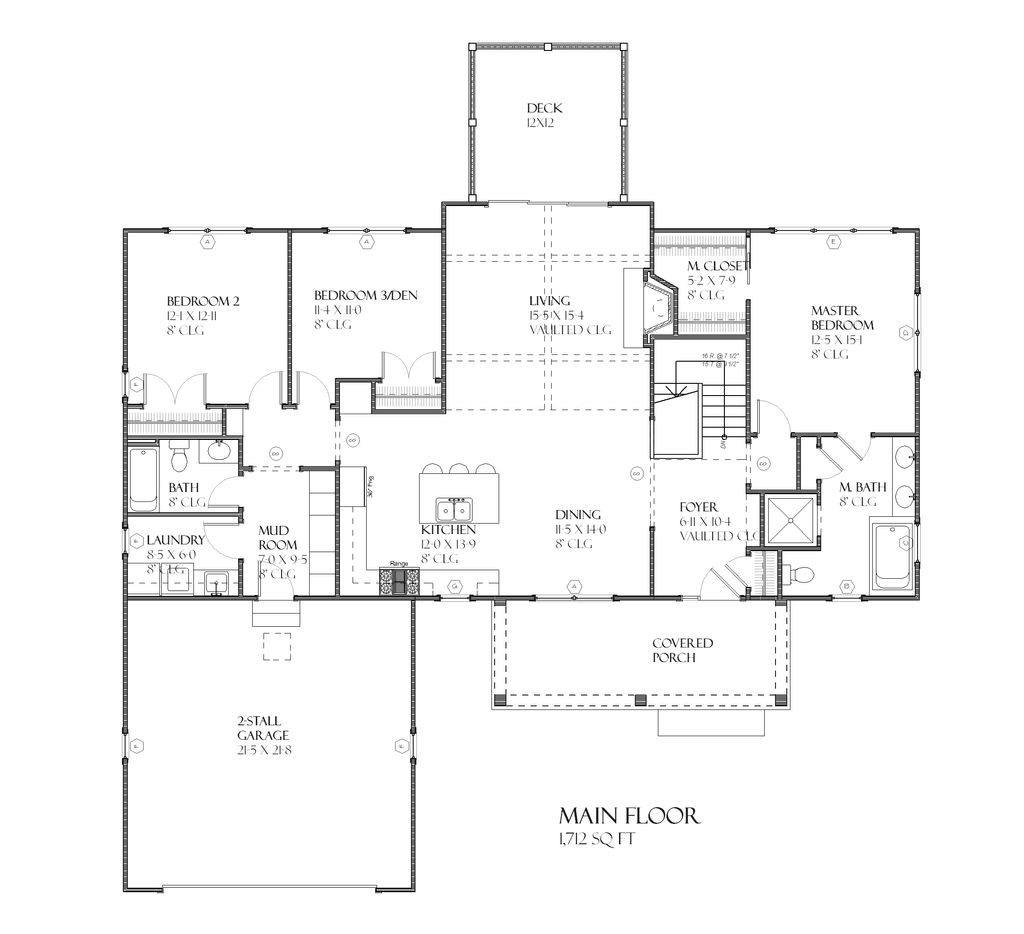 DECK
12X12
A
A
E
BEDROOM 2
12-1 X 12-11
8' CLG
BEDROOM 3/DEN
11-4 X 11-0
8' CLG
LIVING
15-5 X 15-4
VAULTED CLG
M. CLOSET
5-2 X 7-9
8' CLG
MASTER
BEDROOM
12-5 X 15-1
8' CLG
D
F
16 R @ 7 1/2"
DN
BATH
8' CLG
36" Frig
M. BATH
8' CLG
FOYER
6-11 X 10-4
VAULTED CLG
DINING
11-5 X 14-0
8' CLG
KITCHEN
12-0 X 13-9
8' CLG
MUD
ROOM
7-0 X 9-5
8' CLG
LAUNDRY
8-5 X 6-0
8' CLG
F
C
Range
G
A
B
COVERED
PORCH
2-STALL
GARAGE
21-5 X 21-8
F
F
MAIN FLOOR
1,712 SQ FT